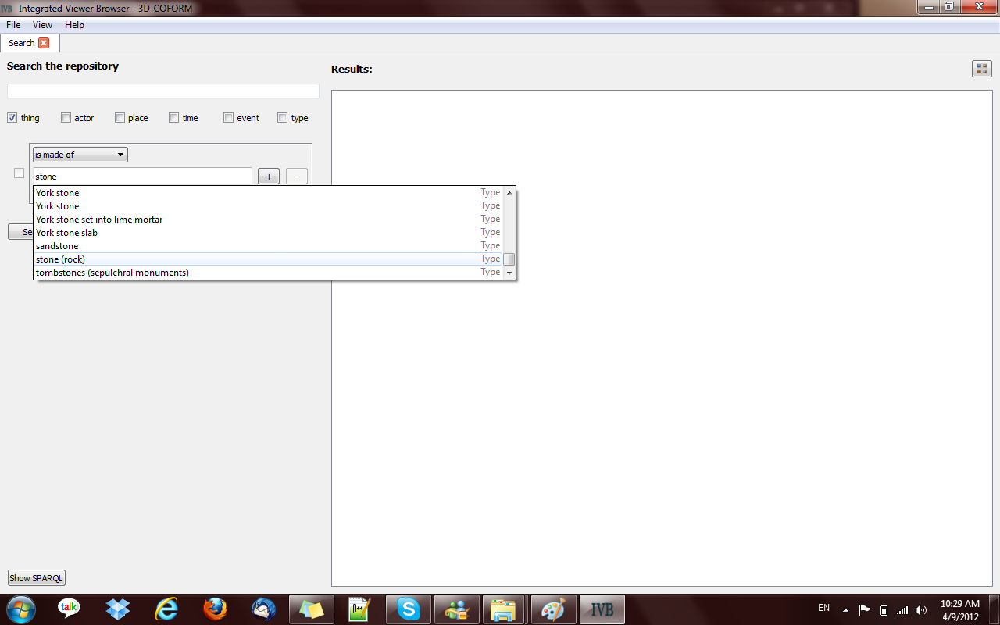 IVB Integrated Viewer Browser - 3D-COFORM
File View Help
Search
Search the repository
Results:
thing actor place time event type
is made of
stone + -
York stone Type
York stone Type
York stone set into lime mortar Type
York stone slab Type
Se
sandstone Type
stone (rock) Type
tombstones (sepulchral monuments) Type
Show SPARQL
talk n++ IVB EN 10:29 AM
4/9/2012